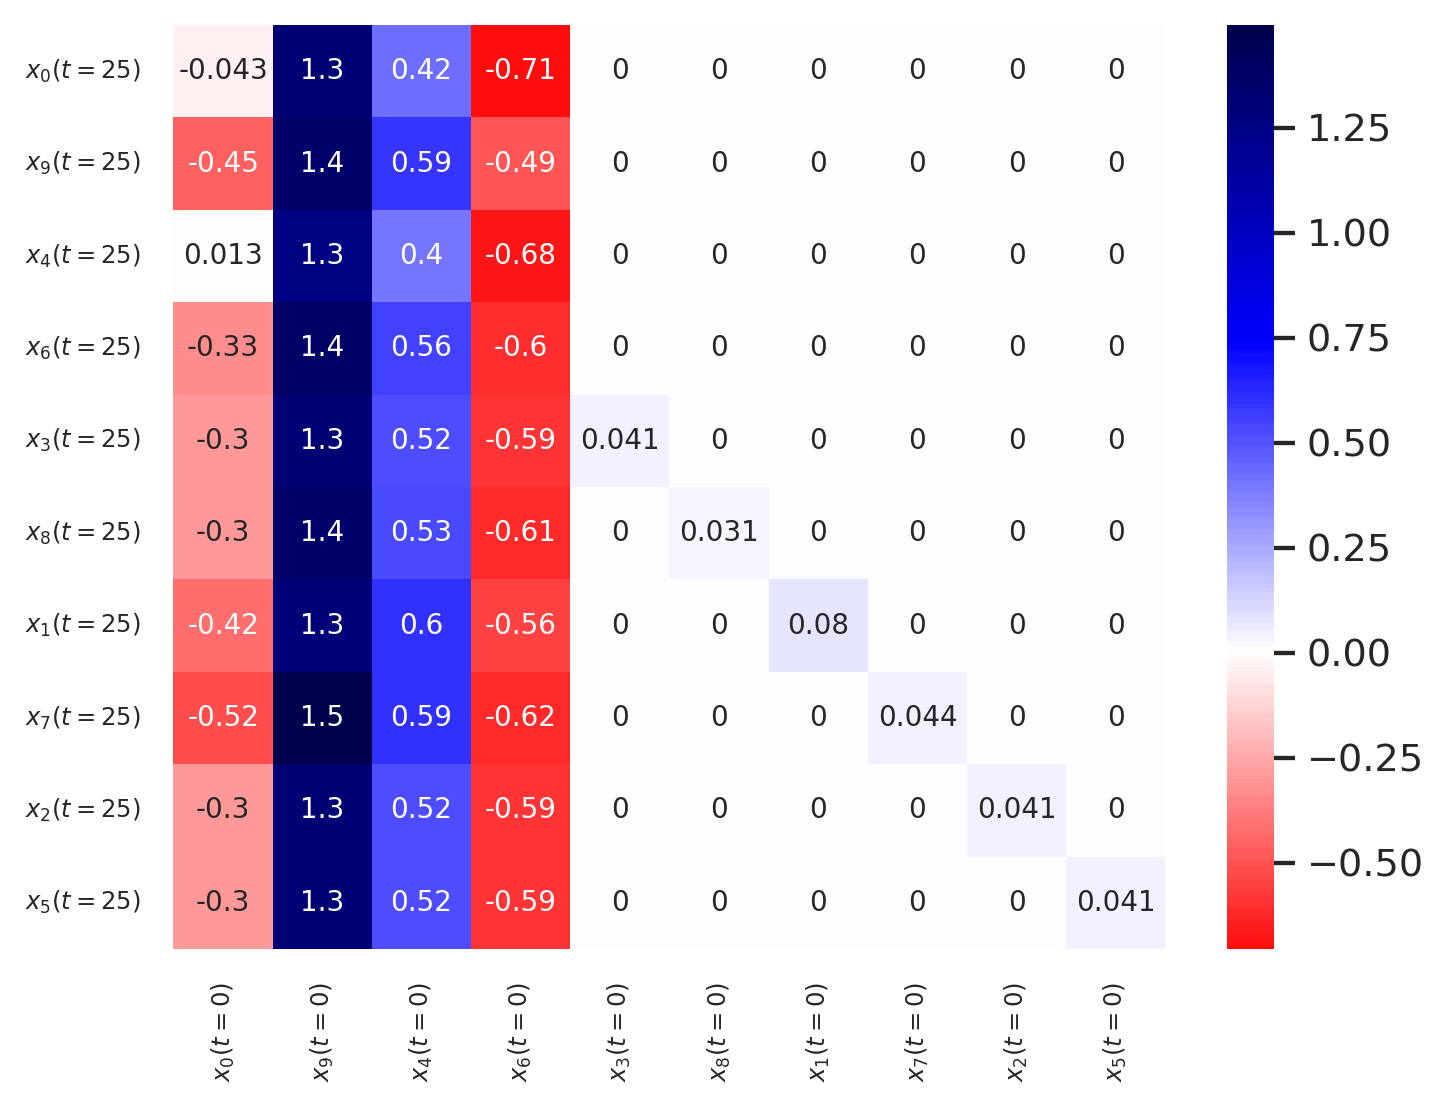 x₀(t = 25) -0.043 1.3 0.42 -0.71 0 0 0 0 0 0
x₉(t = 25) -0.45 1.4 0.59 -0.49 0 0 0 0 0 0
x₄(t = 25) 0.013 1.3 0.4 -0.68 0 0 0 0 0 0
x₆(t = 25) -0.33 1.4 0.56 -0.6 0 0 0 0 0 0
x₃(t = 25) -0.3 1.3 0.52 -0.59 0.041 0 0 0 0 0
x₈(t = 25) -0.3 1.4 0.53 -0.61 0 0.031 0 0 0 0
x₁(t = 25) -0.42 1.3 0.6 -0.56 0 0 0.08 0 0 0
x₇(t = 25) -0.52 1.5 0.59 -0.62 0 0 0 0.044 0 0
x₂(t = 25) -0.3 1.3 0.52 -0.59 0 0 0 0 0.041 0
x₅(t = 25) -0.3 1.3 0.52 -0.59 0 0 0 0 0 0.041
x₀(t = 0)
x₉(t = 0)
x₄(t = 0)
x₆(t = 0)
x₃(t = 0)
x₈(t = 0)
x₁(t = 0)
x₇(t = 0)
x₂(t = 0)
x₅(t = 0)
1.25
1.00
0.75
0.50
0.25
0.00
−0.25
−0.50